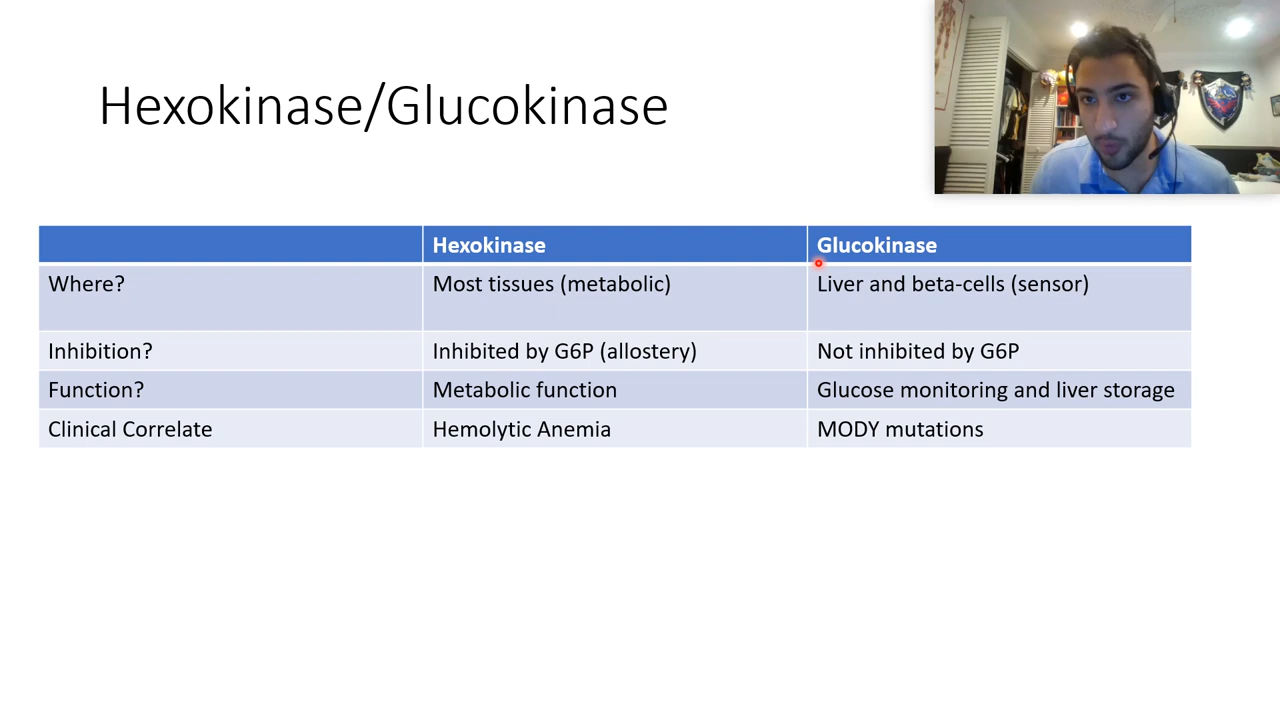 Hexokinase/Glucokinase
Hexokinase Glucokinase
Where? Most tissues (metabolic) Liver and beta-cells (sensor)
Inhibition? Inhibited by G6P (allostery) Not inhibited by G6P
Function? Metabolic function Glucose monitoring and liver storage
Clinical Correlate Hemolytic Anemia MODY mutations